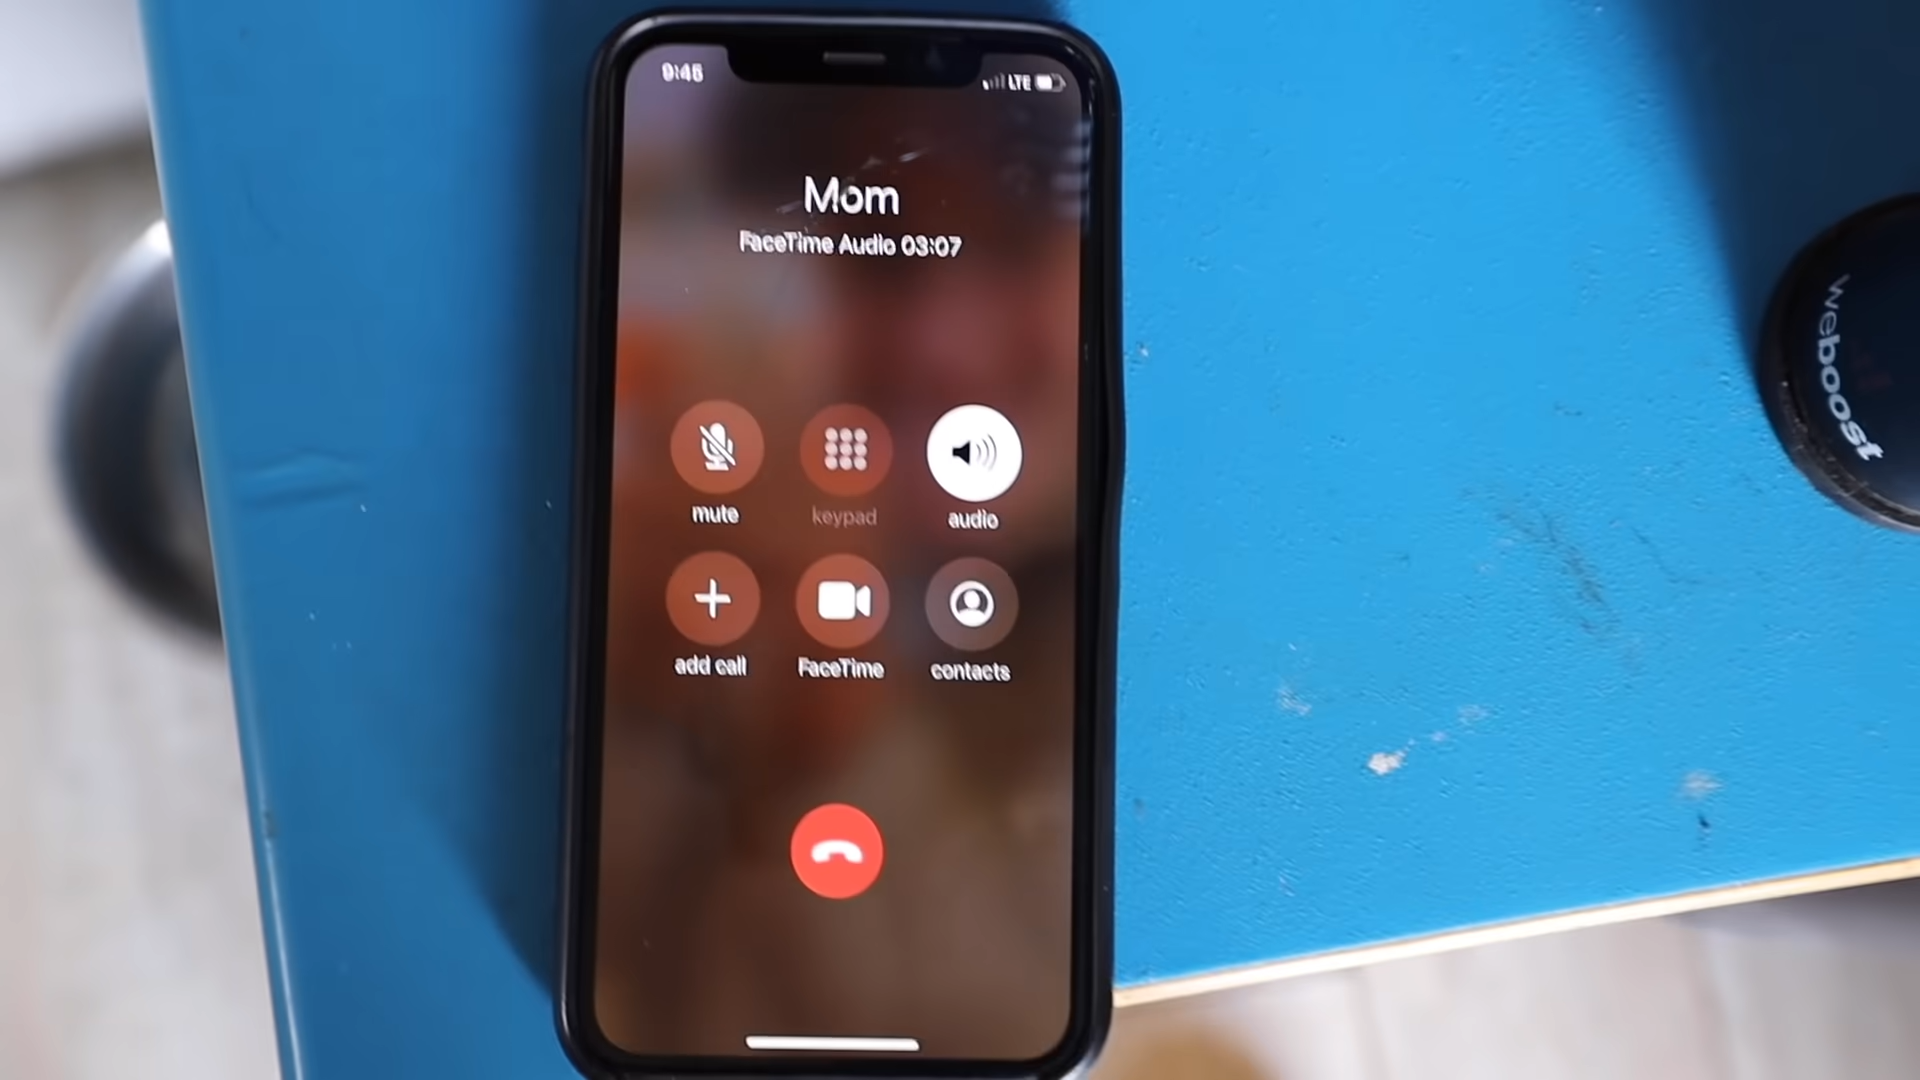 9:45
LTE
Mom
FaceTime Audio 03:07
mute
keypad
audio
add call
FaceTime
contacts
weboost